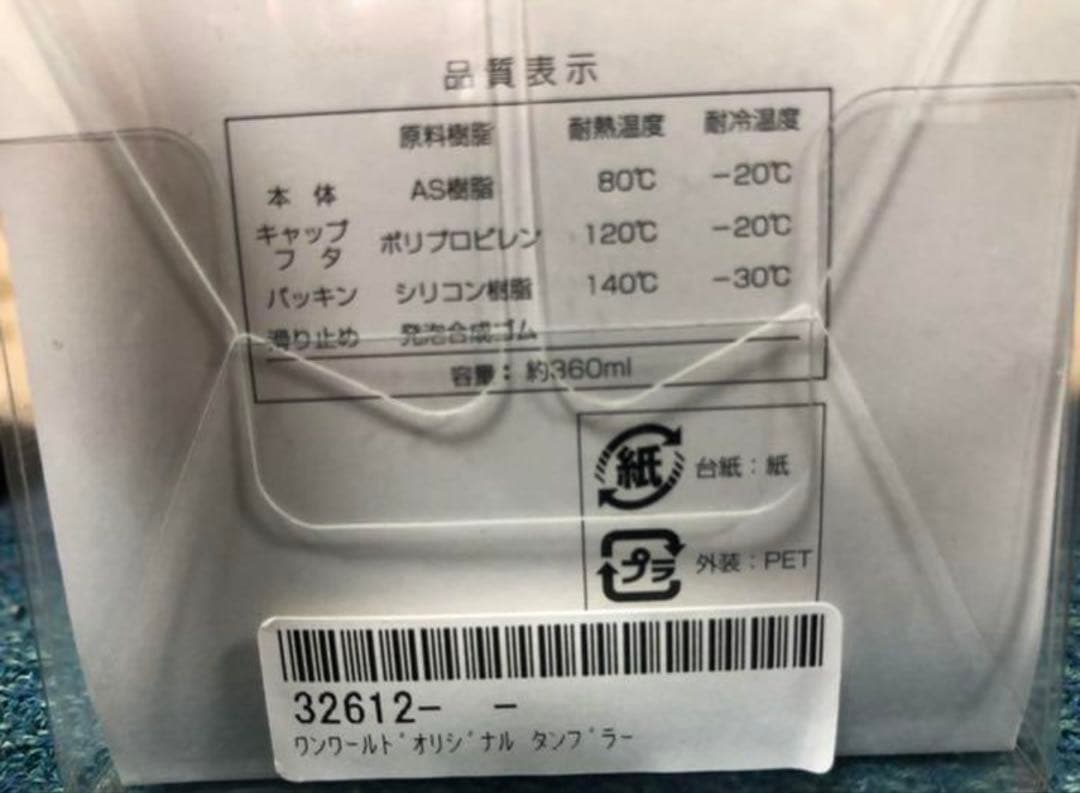 品質表示
原料樹脂 耐熱温度 耐冷温度
本体 AS樹脂 80℃ -20℃
キャップ
フタ ポリプロピレン 120℃ -20℃
パッキン シリコン樹脂 140℃ -30℃
滑り止め 発泡合成ゴム
容量：約360ml
紙 台紙：紙
プラ 外装：PET
32612-   -
ﾜﾝﾜｰﾙﾄﾞｵﾘｼﾞﾅﾙ ﾀﾝﾌﾞﾗｰ